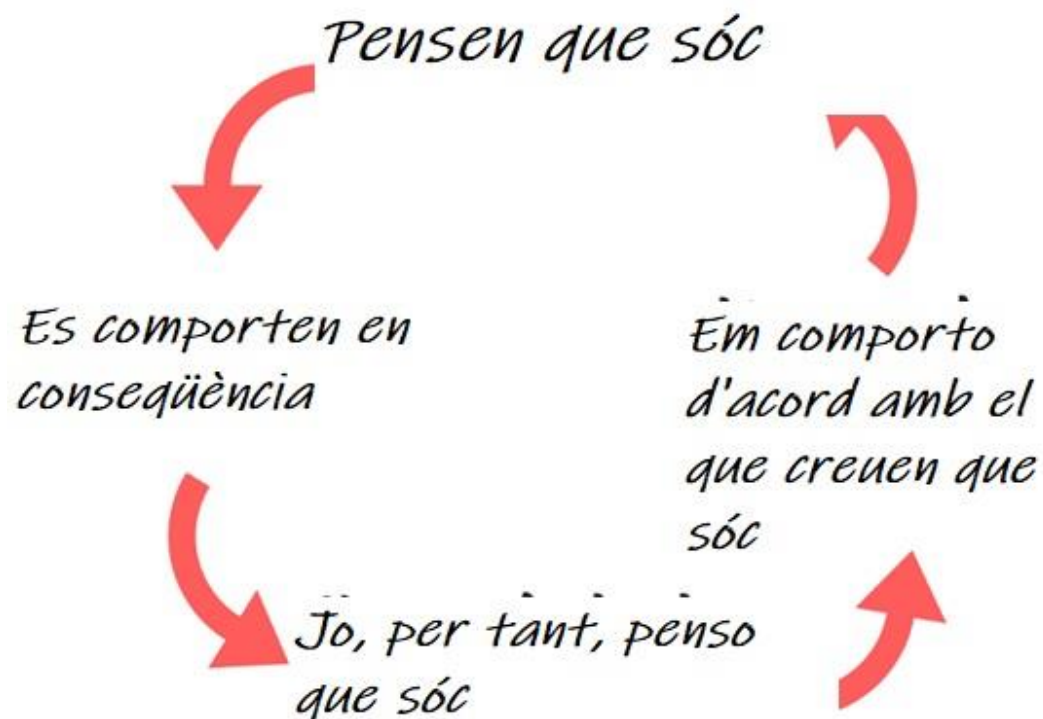 Pensen que sóc
Es comporten en
conseqüència
Em comporto
d'acord amb el
que creuen que
sóc
Jo, per tant, penso
que sóc